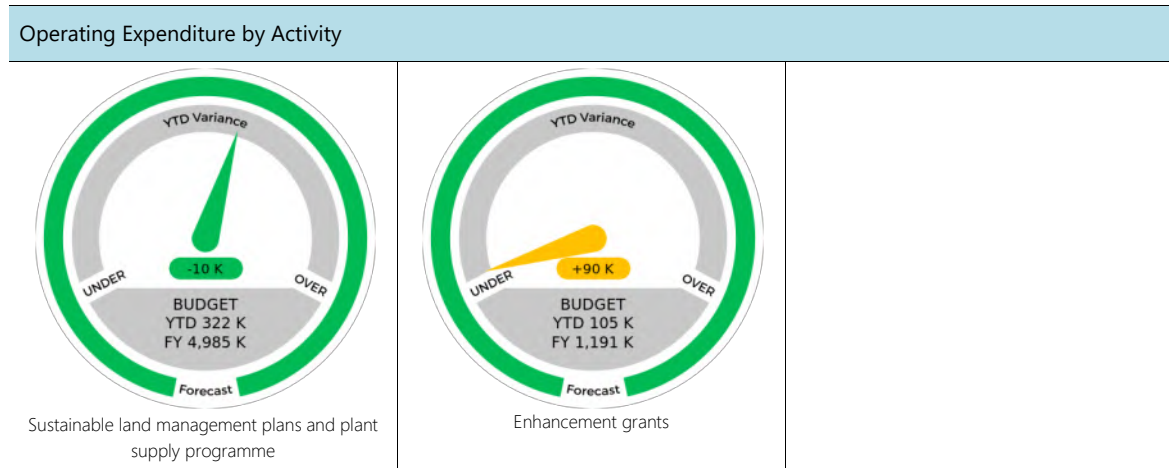 Operating Expenditure by Activity
YTD Variance
-10 K
UNDER
OVER
BUDGET
YTD 322 K
FY 4,985 K
Forecast
Sustainable land management plans and plant
supply programme
YTD Variance
+90 K
UNDER
OVER
BUDGET
YTD 105 K
FY 1,191 K
Forecast
Enhancement grants